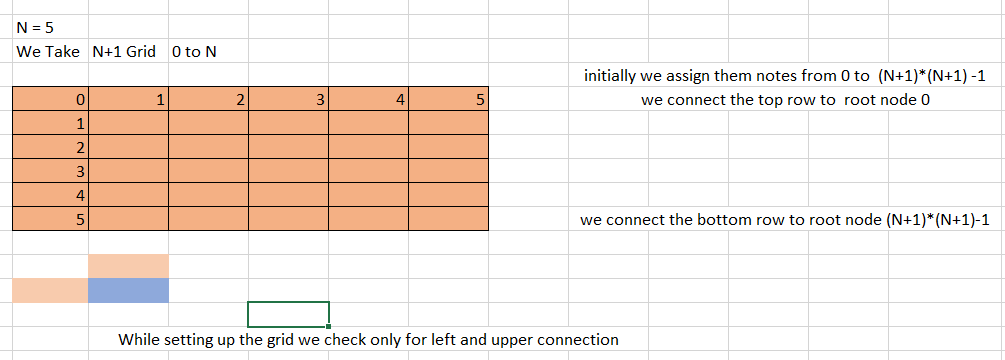 N = 5
We Take N+1 Grid 0 to N
initially we assign them notes from 0 to (N+1)*(N+1) -1
0 1 2 3 4 5 we connect the top row to root node 0
1
2
3
4
5 we connect the bottom row to root node (N+1)*(N+1)-1
While setting up the grid we check only for left and upper connection